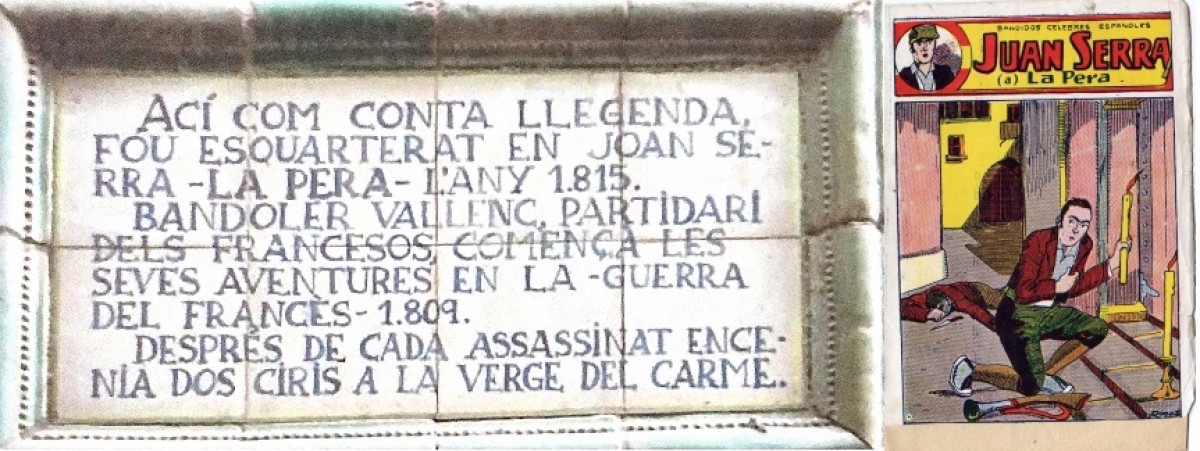 ACÍ COM CONTA LLEGENDA,
FOU ESQUARTERAT EN JOAN SE-
RRA -LA PERA- L'ANY 1.815.
BANDOLER VALLENC, PARTIDARI
DELS FRANCESOS COMENÇA LES
SEVES AVENTURES EN LA -GUERRA
DEL FRANCÈS- 1.809.
DESPRÉS DE CADA ASSASSINAT ENCE-
NIA DOS CIRIS A LA VERGE DEL CARME.
BANDIDOS CELEBRES ESPAÑOLES
JUAN SERRA
(a) La Pera